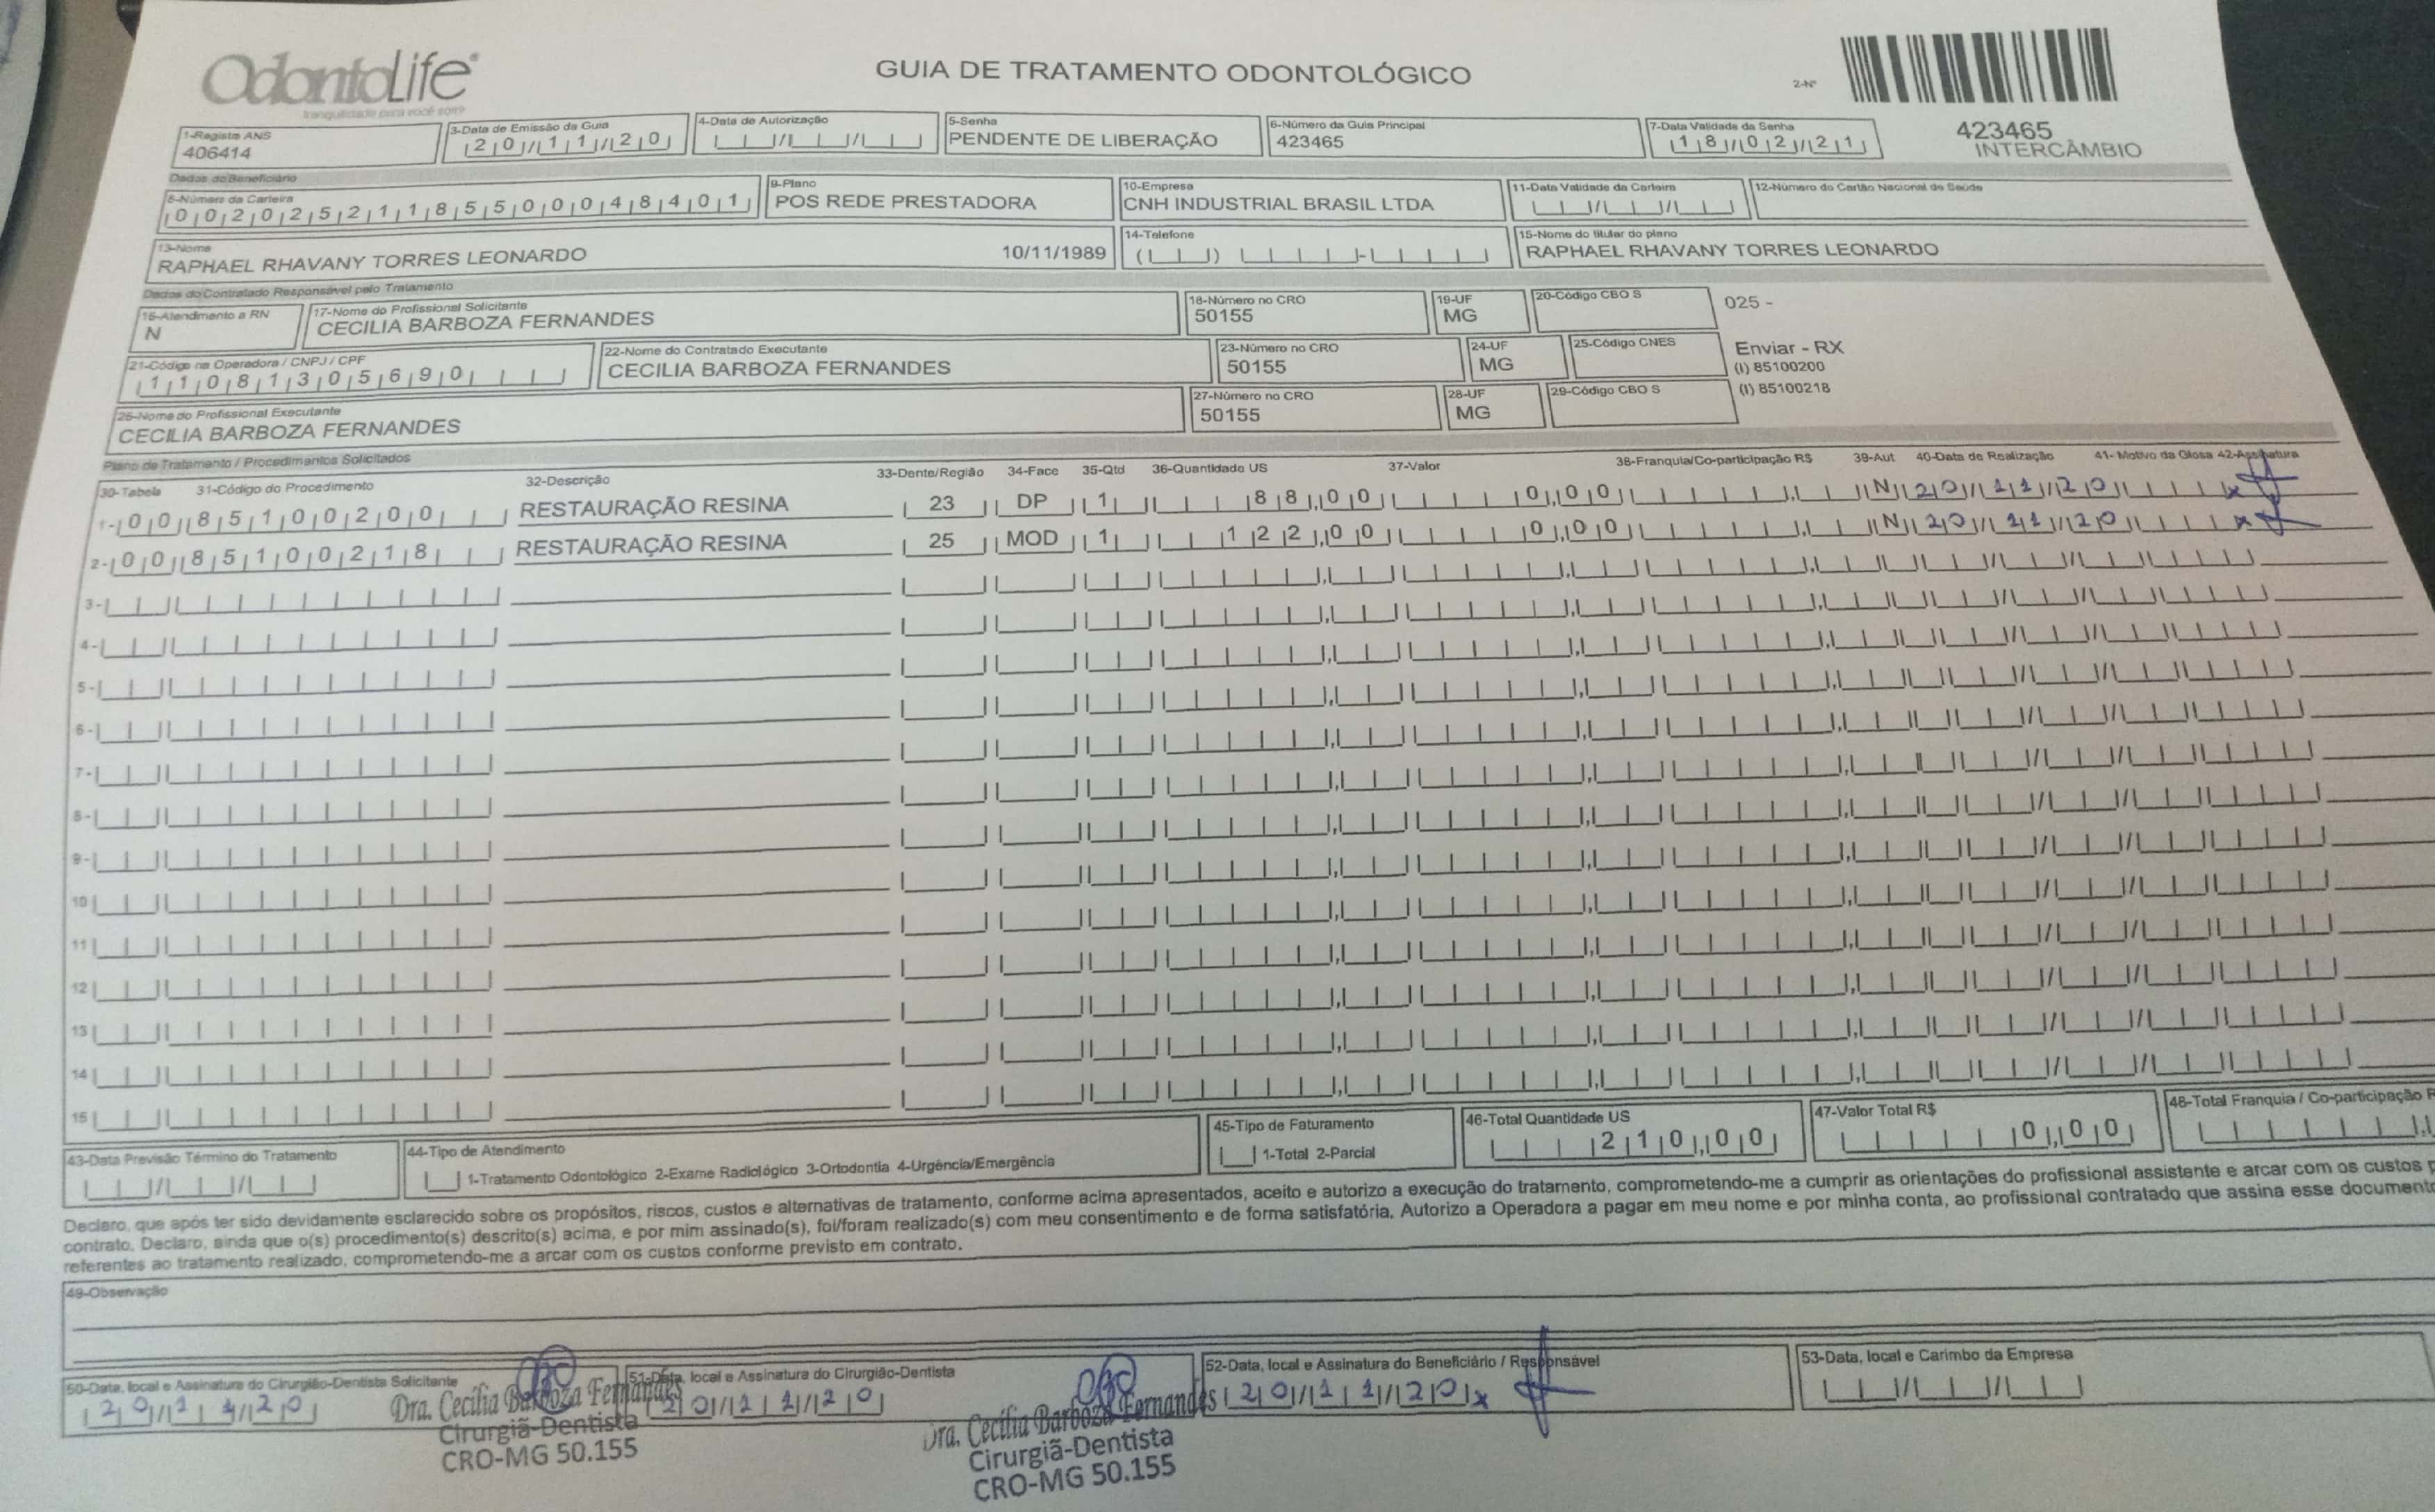 OdontoLife
tranquilidade para você sorrir
GUIA DE TRATAMENTO ODONTOLÓGICO
2-Nº
423465
INTERCÂMBIO
1-Registro ANS
406414
3-Data de Emissão da Guia
20/11/20
4-Data de Autorização
5-Senha
PENDENTE DE LIBERAÇÃO
6-Número da Guia Principal
423465
7-Data Validade da Senha
18/02/21
Dados do Beneficiário
8-Número da Carteira
00202521185500048401
9-Plano
POS REDE PRESTADORA
10-Empresa
CNH INDUSTRIAL BRASIL LTDA
11-Data Validade da Carteira
12-Número do Cartão Nacional de Saúde
13-Nome
RAPHAEL RHAVANY TORRES LEONARDO 10/11/1989
14-Telefone
15-Nome do titular do plano
RAPHAEL RHAVANY TORRES LEONARDO
Dados do Contratado Responsável pelo Tratamento
16-Atendimento a RN
N
17-Nome do Profissional Solicitante
CECILIA BARBOZA FERNANDES
18-Número no CRO
50155
19-UF
MG
20-Código CBO S
025 -
21-Código na Operadora / CNPJ / CPF
11081305690
22-Nome do Contratado Executante
CECILIA BARBOZA FERNANDES
23-Número no CRO
50155
24-UF
MG
25-Código CNES
Enviar - RX
(I) 85100200
(I) 85100218
26-Nome do Profissional Executante
CECILIA BARBOZA FERNANDES
27-Número no CRO
50155
28-UF
MG
29-Código CBO S
Plano de Tratamento / Procedimentos Solicitados
30-Tabela 31-Código do Procedimento 32-Descrição 33-Dente/Região 34-Face 35-Qtd 36-Quantidade US 37-Valor 38-Franquia/Co-participação R$ 39-Aut 40-Data de Realização 41- Motivo da Glosa 42-Assinatura
1- 00 85100200 RESTAURAÇÃO RESINA 23 DP 1 88,00 0,00 N 20/11/20 x
2- 00 85100218 RESTAURAÇÃO RESINA 25 MOD 1 122,00 0,00 N 20/11/20 x
3-
4-
5-
6-
7-
8-
9-
10
11
12
13
14
15
43-Data Previsão Término do Tratamento
44-Tipo de Atendimento
1-Tratamento Odontológico 2-Exame Radiológico 3-Ortodontia 4-Urgência/Emergência
45-Tipo de Faturamento
1-Total 2-Parcial
46-Total Quantidade US
210,00
47-Valor Total R$
0,00
48-Total Franquia / Co-participação
Declaro, que após ter sido devidamente esclarecido sobre os propósitos, riscos, custos e alternativas de tratamento, conforme acima apresentados, aceito e autorizo a execução do tratamento, comprometendo-me a cumprir as orientações do profissional assistente e arcar com os custos
contrato. Declaro, ainda que o(s) procedimento(s) descrito(s) acima, e por mim assinado(s), foi/foram realizado(s) com meu consentimento e de forma satisfatória. Autorizo a Operadora a pagar em meu nome e por minha conta, ao profissional contratado que assina esse document
referentes ao tratamento realizado, comprometendo-me a arcar com os custos conforme previsto em contrato.
49-Observação
50-Data, local e Assinatura do Cirurgião-Dentista Solicitante
20/11/20
Dra. Cecília Barboza Fernandes
Cirurgiã-Dentista
CRO-MG 50.155
51-Data, local e Assinatura do Cirurgião-Dentista
20/11/20
Dra. Cecília Barboza Fernandes
Cirurgiã-Dentista
CRO-MG 50.155
52-Data, local e Assinatura do Beneficiário / Responsável
20/11/20 x
53-Data, local e Carimbo da Empresa